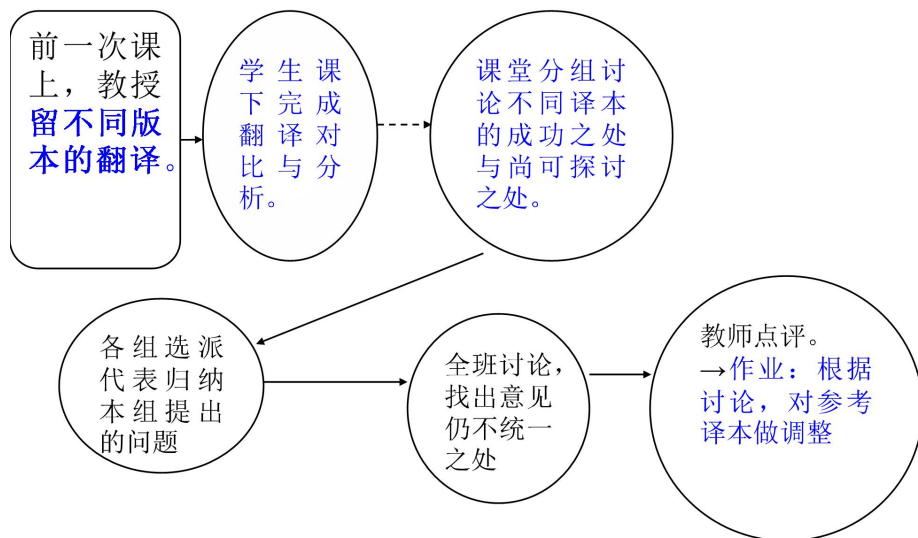 前一次课
上，教授
留不同版
本的翻译。
学生课
下完成
翻译对
比与分
析。
课堂分组讨
论不同译本
的成功之处
与尚可探讨
之处。
各组选派
代表归纳
本组提出
的问题
全班讨论，
找出意见
仍不统一
之处
教师点评。
→作业：根据
讨论，对参考
译本做调整